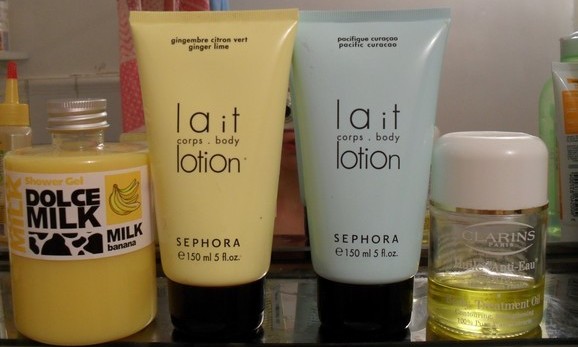 MILK
Shower Gel
DOLCE
MILK
MILK
banana
gingembre citron vert
ginger lime
lait
corps . body
lotion
SEPHORA
e 150 ml 5 fl.oz.
pacifique curaçao
pacific curacao
lait
corps . body
lotion
SEPHORA
e 150 ml 5 fl.oz.
CLARINS
PARIS
Treatment Oil
100%